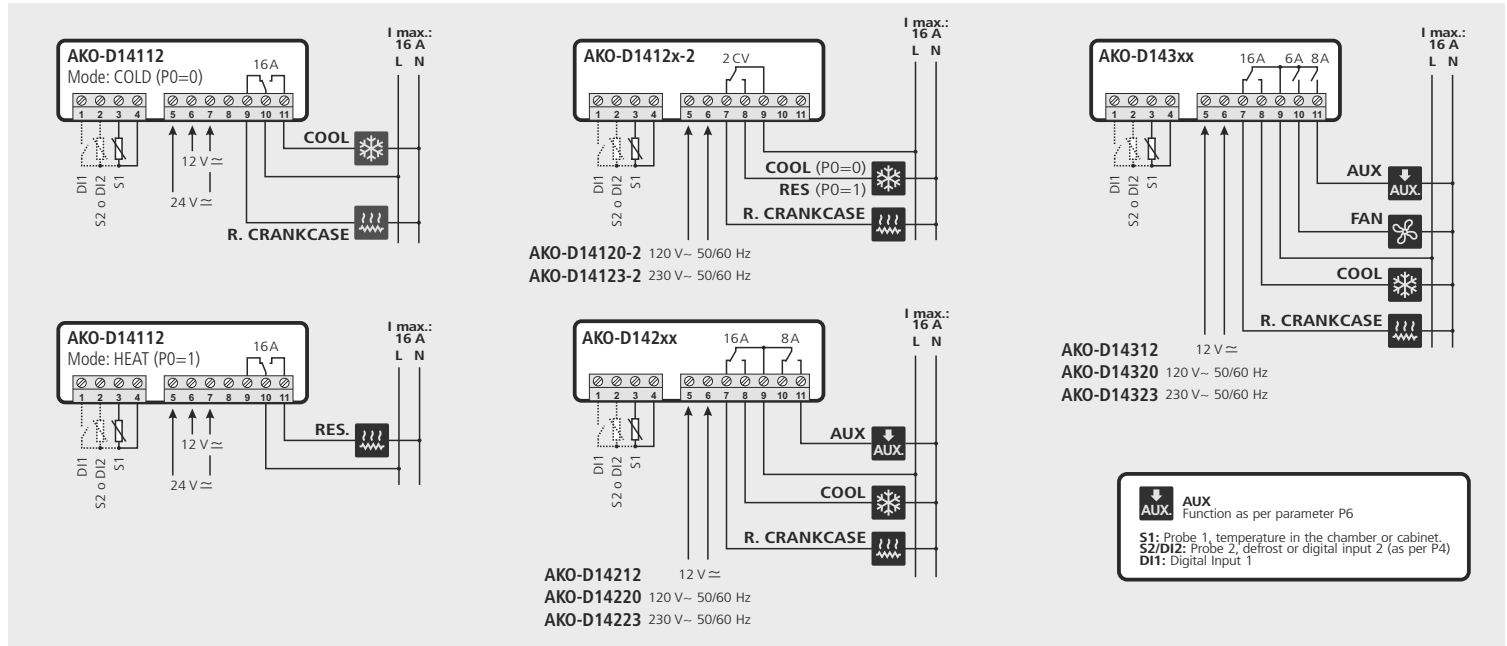 AKO-D14112
Mode: COLD (P0=0)
16A
1 2 3 4 5 6 7 8 9 10 11
I max.:
16 A
L N
COOL
12 V ≃
24 V ≃
DI1
S2 o DI2
S1
R. CRANKCASE
AKO-D14112
Mode: HEAT (P0=1)
16A
1 2 3 4 5 6 7 8 9 10 11
I max.:
16 A
L N
RES.
12 V ≃
24 V ≃
DI1
S2 o DI2
S1
AKO-D1412x-2
2 CV
1 2 3 4 5 6 7 8 9 10 11
I max.:
16 A
L N
COOL (P0=0)
RES (P0=1)
DI1
S2 o DI2
S1
R. CRANKCASE
AKO-D14120-2 120 V~ 50/60 Hz
AKO-D14123-2 230 V~ 50/60 Hz
AKO-D142xx
16A 8A
1 2 3 4 5 6 7 8 9 10 11
I max.:
16 A
L N
AUX
AUX.
COOL
DI1
S2 o DI2
S1
R. CRANKCASE
AKO-D14212 12 V ≃
AKO-D14220 120 V~ 50/60 Hz
AKO-D14223 230 V~ 50/60 Hz
AKO-D143xx
16A 6A 8A
1 2 3 4 5 6 7 8 9 10 11
I max.:
16 A
L N
AUX
AUX.
DI1
S2 o DI2
S1
FAN
COOL
R. CRANKCASE
AKO-D14312 12 V ≃
AKO-D14320 120 V~ 50/60 Hz
AKO-D14323 230 V~ 50/60 Hz
AUX.
AUX
Function as per parameter P6
S1: Probe 1, temperature in the chamber or cabinet.
S2/DI2: Probe 2, defrost or digital input 2 (as per P4)
DI1: Digital Input 1